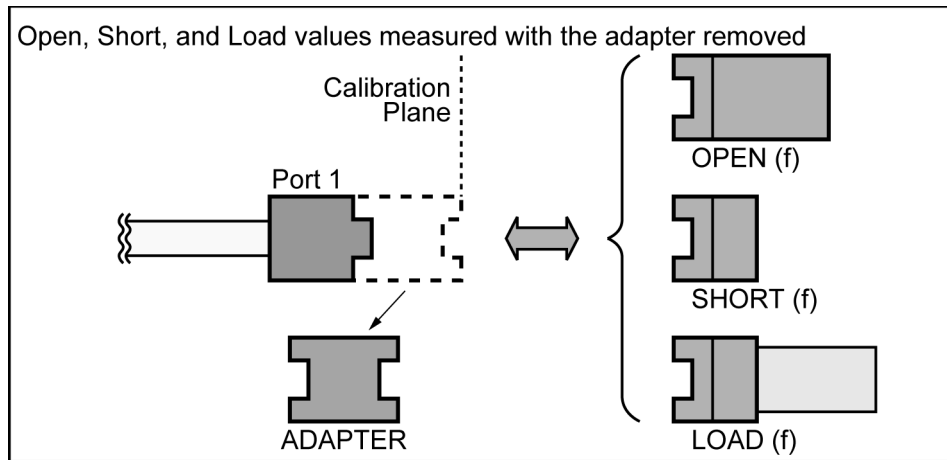 Open, Short, and Load values measured with the adapter removed
Calibration
Plane
Port 1
ADAPTER
OPEN (f)
SHORT (f)
LOAD (f)